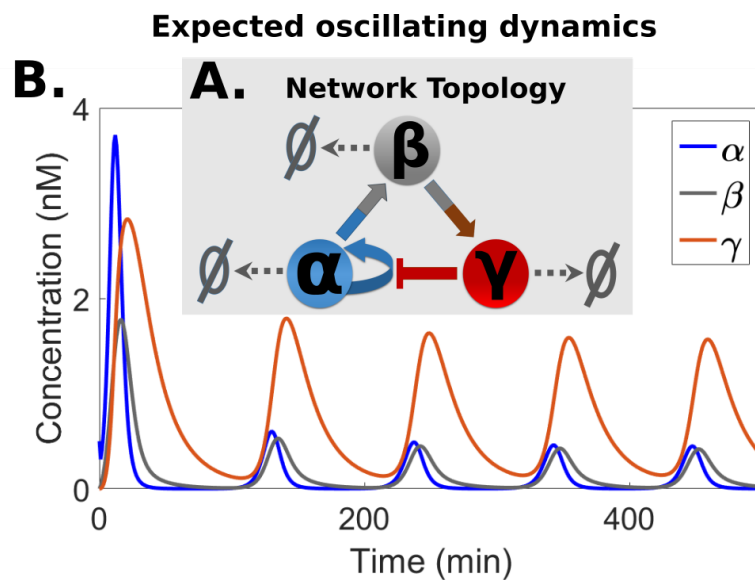 Expected oscillating dynamics
B.
A.
Network Topology
β
∅
α
γ
∅
∅
α
β
γ
Concentration (nM)
4
2
0
0
200
400
Time (min)